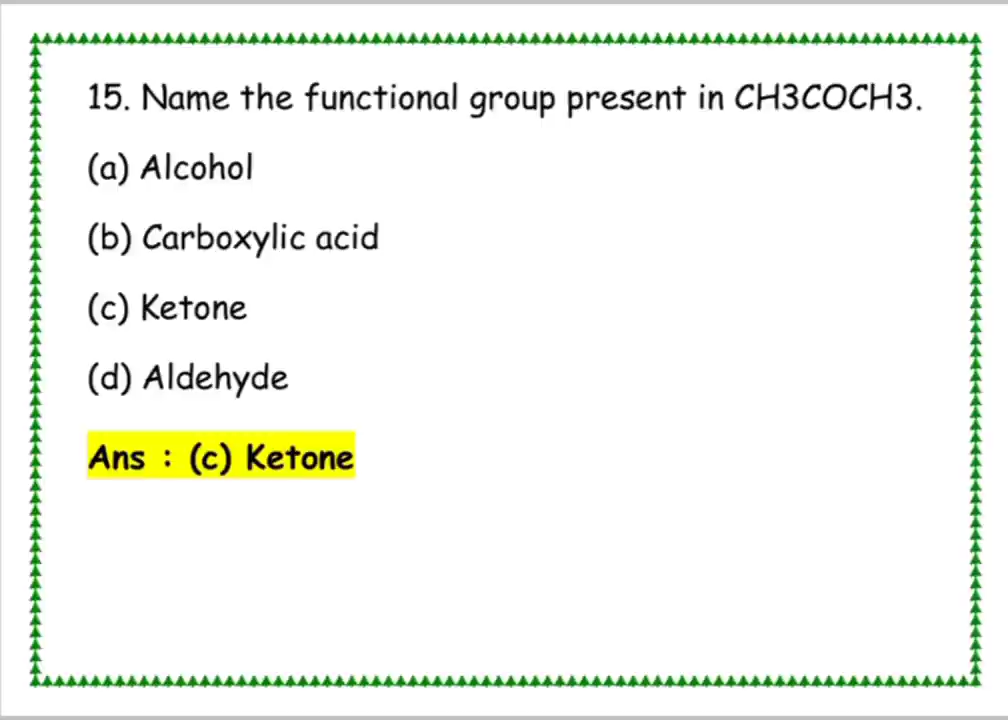 15. Name the functional group present in CH3COCH3.
(a) Alcohol
(b) Carboxylic acid
(c) Ketone
(d) Aldehyde
Ans : (c) Ketone